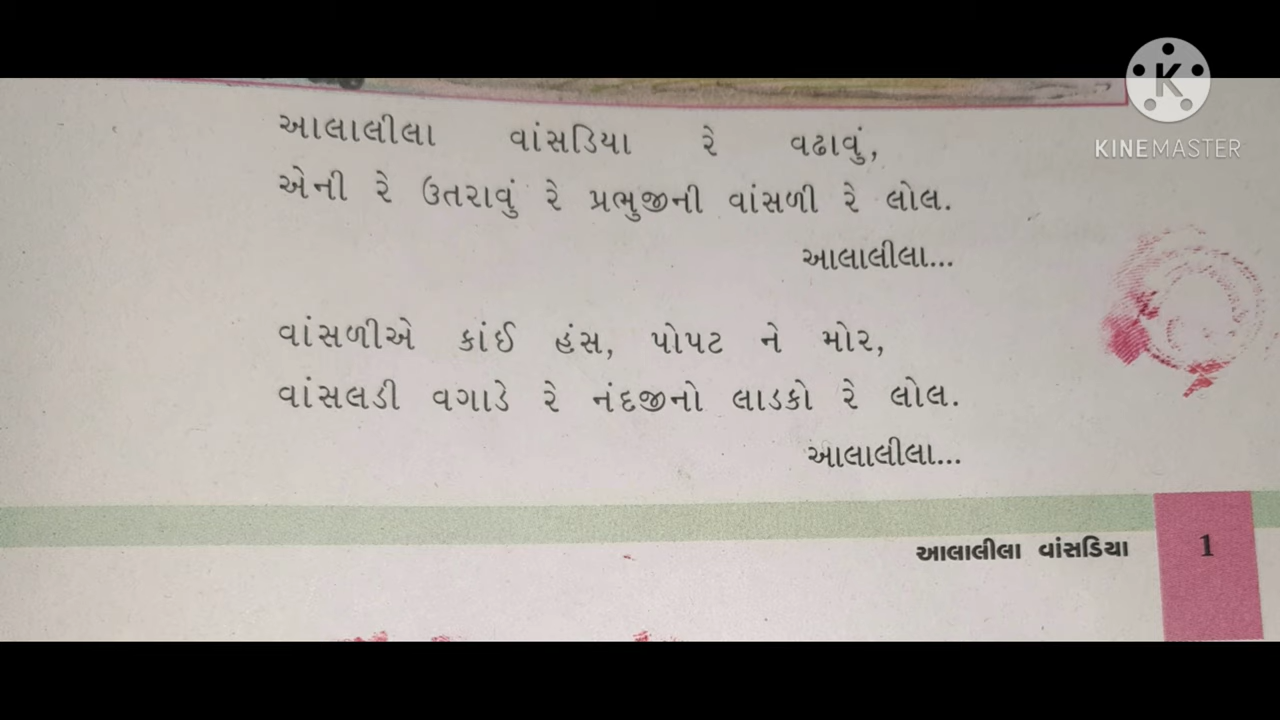 KINEMASTER
આલાલીલા વાંસડિયા રે વઢાવું,
એની રે ઉતરાવું રે પ્રભુજીની વાંસળી રે લોલ.
આલાલીલા...
વાંસળીએ કાંઈ હંસ, પોપટ ને મોર,
વાંસલડી વગાડે રે નંદજીનો લાડકો રે લોલ.
આલાલીલા...
આલાલીલા વાંસડિયા 1